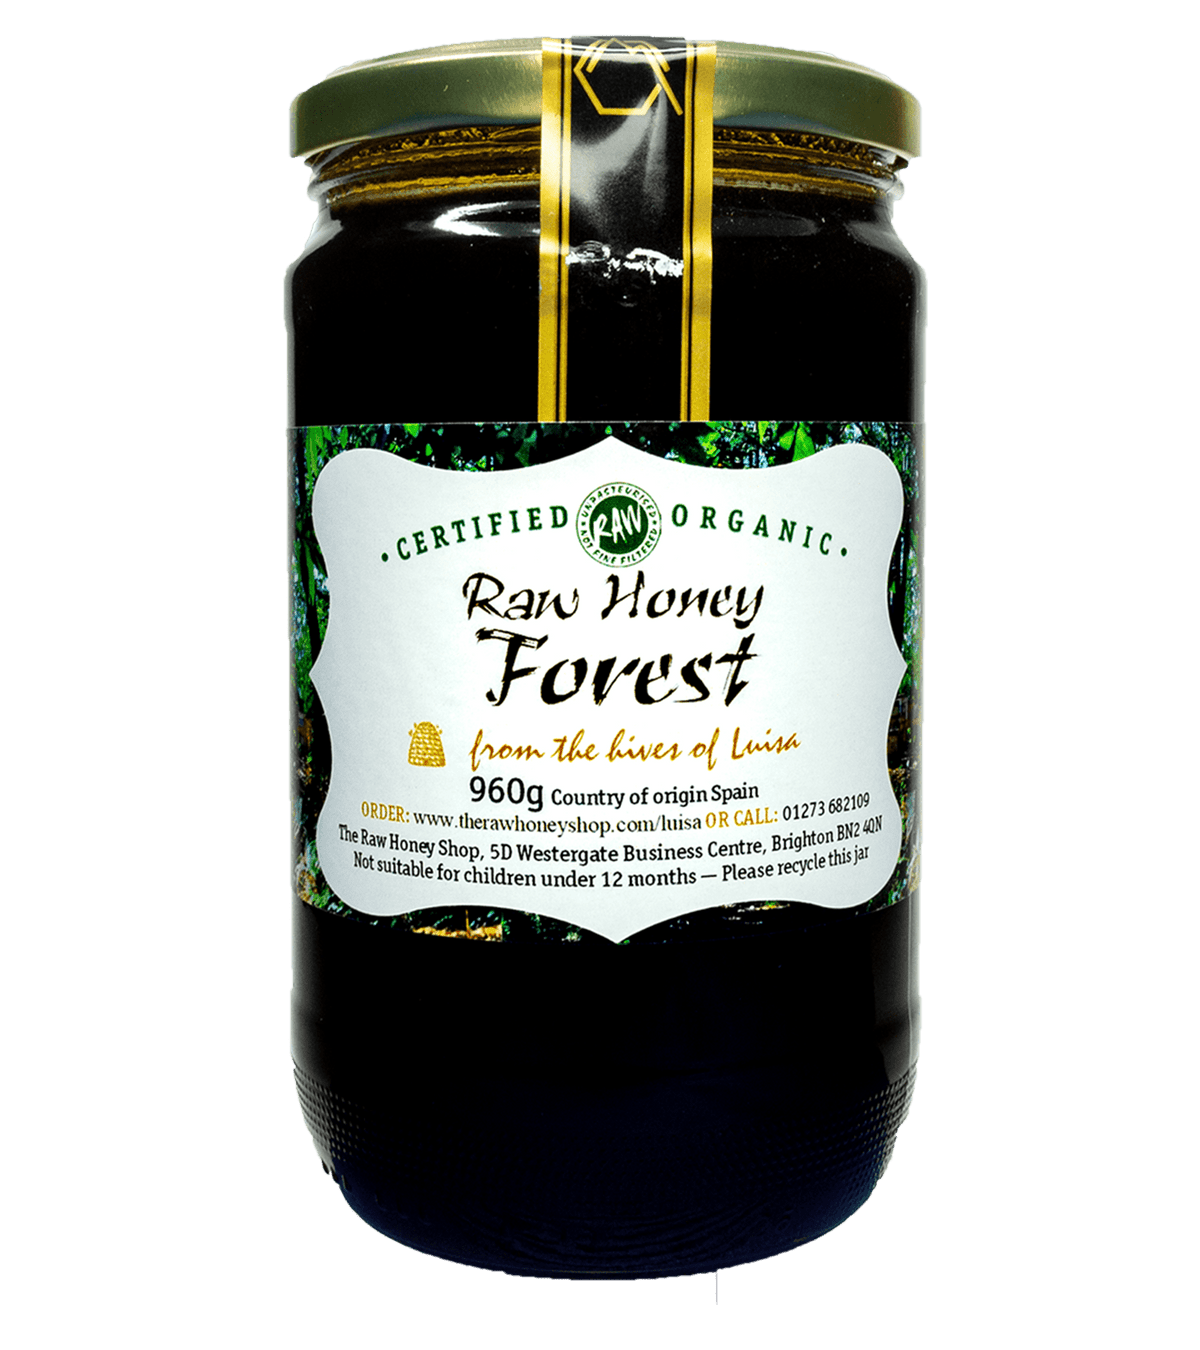 • CERTIFIED ORGANIC •
UNPASTEURISED
RAW
NOT FINE FILTERED
Raw Honey
Forest
from the hives of Luisa
960g Country of origin Spain
ORDER: www.therawhoneyshop.com/luisa OR CALL: 01273 682109
The Raw Honey Shop, 5D Westergate Business Centre, Brighton BN2 4QN
Not suitable for children under 12 months — Please recycle this jar